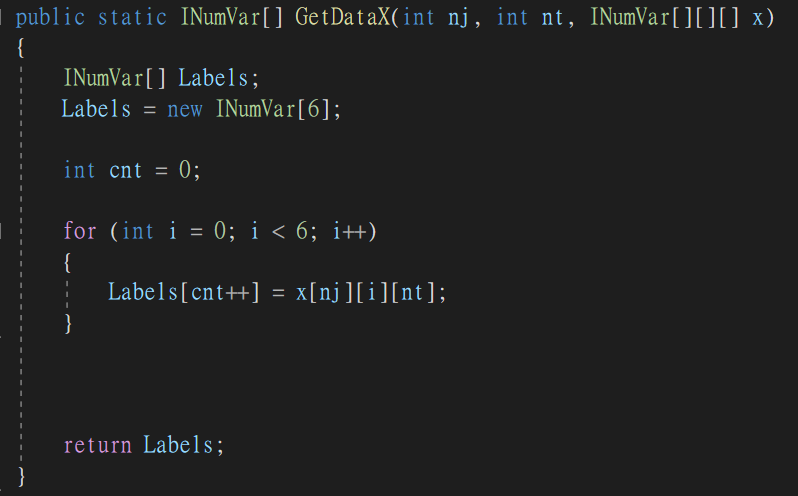 public static INumVar[] GetDataX(int nj, int nt, INumVar[][][] x)
{
INumVar[] Labels;
Labels = new INumVar[6];
int cnt = 0;
for (int i = 0; i < 6; i++)
{
Labels[cnt++] = x[nj][i][nt];
}
return Labels;
}